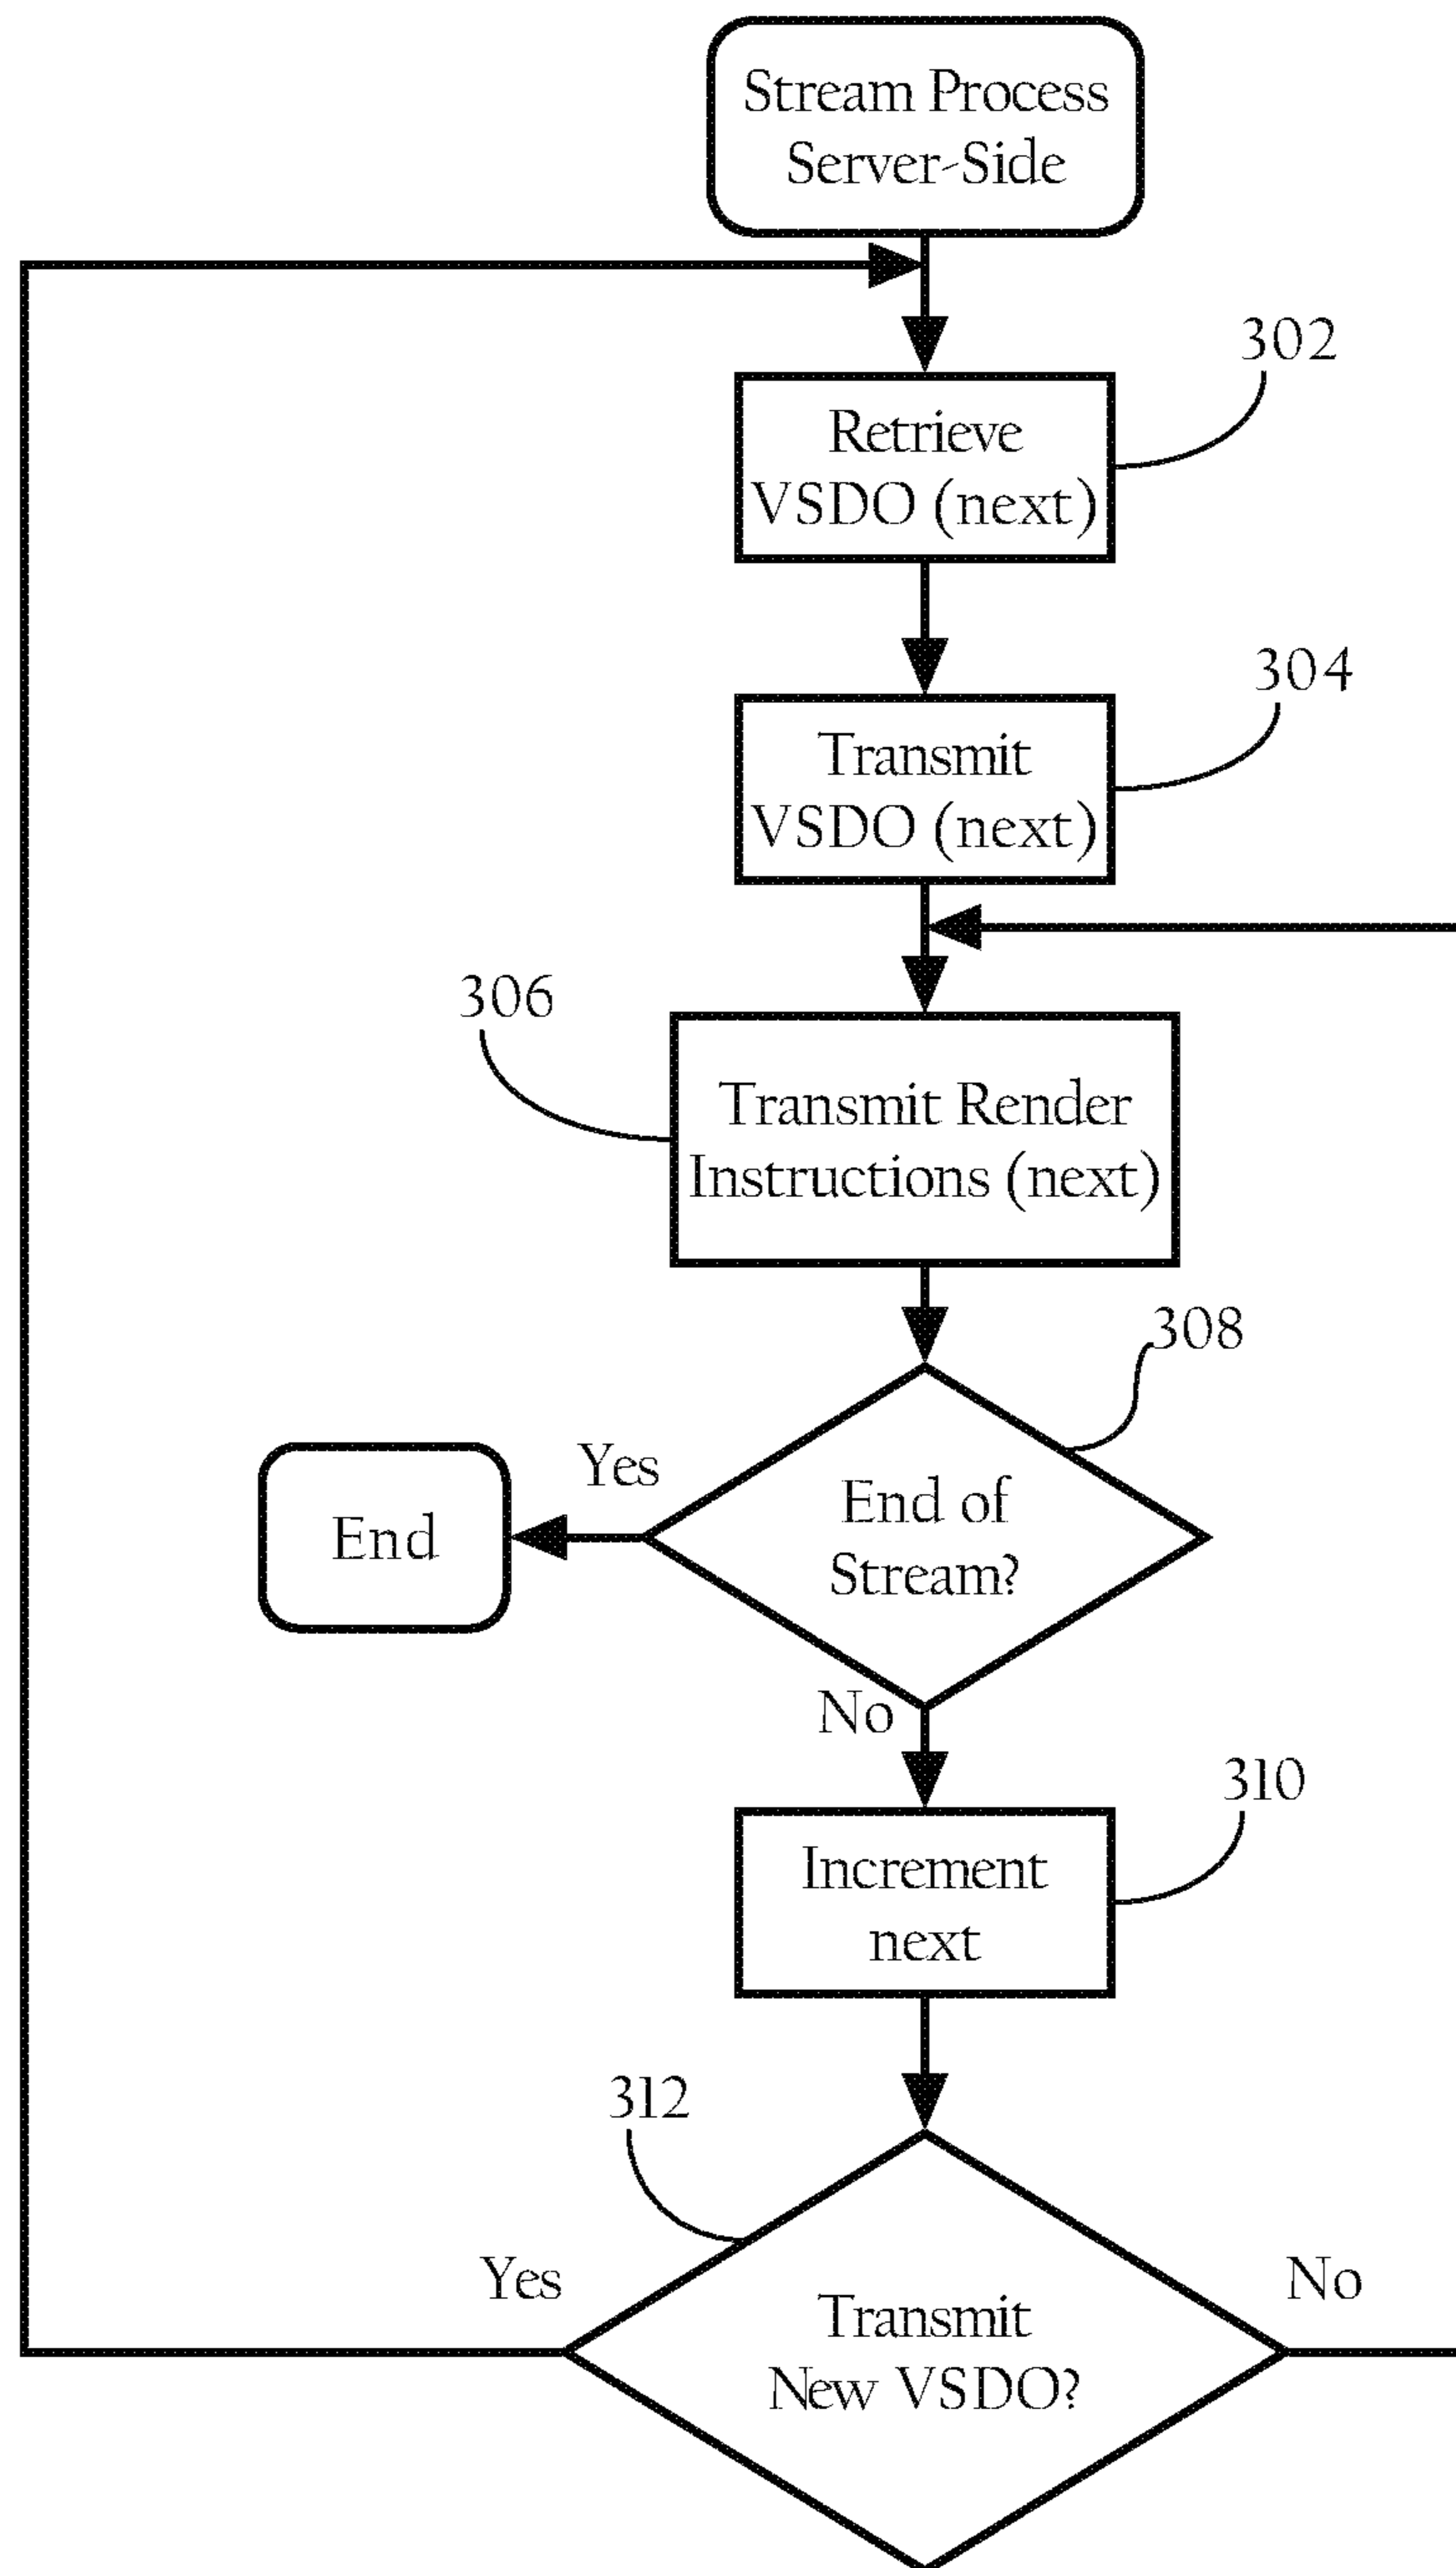 Stream Process
Server-Side
302
Retrieve
VSDO (next)
304
Transmit
VSDO (next)
306
Transmit Render
Instructions (next)
308
Yes
End
End of
Stream?
No
310
Increment
next
312
Yes
No
Transmit
New VSDO?